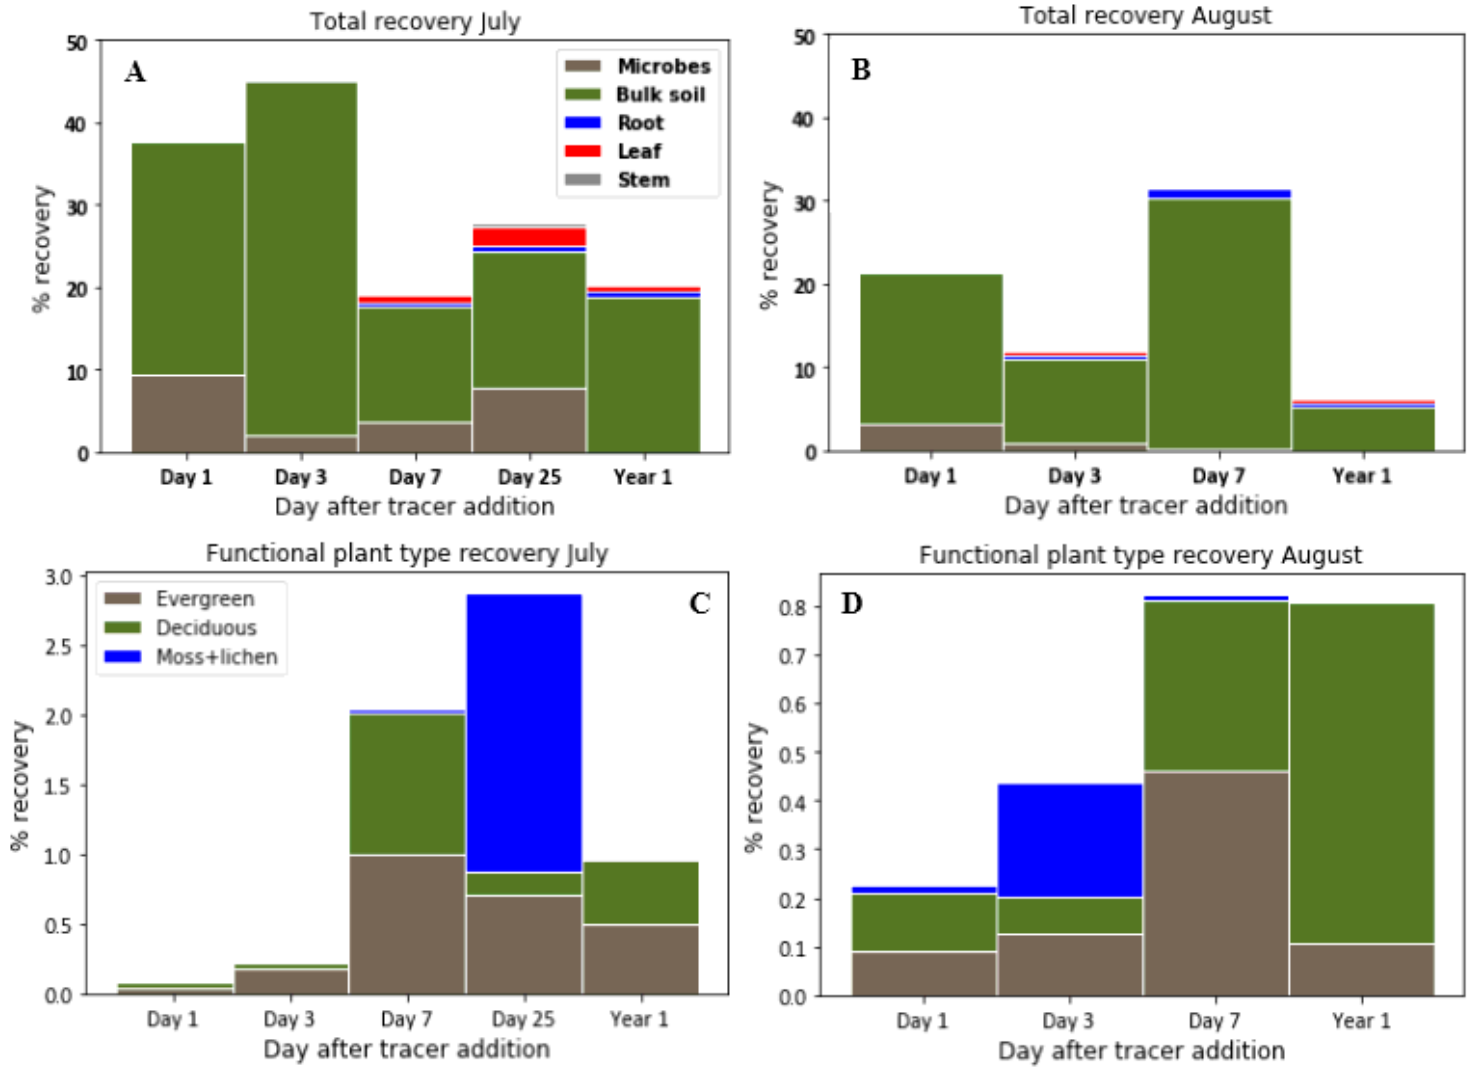 Total recovery July
A
50
40
30
20
10
0
% recovery
Microbes
Bulk soil
Root
Leaf
Stem
Day 1 Day 3 Day 7 Day 25 Year 1
Day after tracer addition
Total recovery August
B
50
40
30
20
10
0
% recovery
Day 1 Day 3 Day 7 Year 1
Day after tracer addition
Functional plant type recovery July
C
3.0
2.5
2.0
1.5
1.0
0.5
0.0
% recovery
Evergreen
Deciduous
Moss+lichen
Day 1 Day 3 Day 7 Day 25 Year 1
Day after tracer addition
Functional plant type recovery August
D
0.8
0.7
0.6
0.5
0.4
0.3
0.2
0.1
0.0
% recovery
Day 1 Day 3 Day 7 Year 1
Day after tracer addition